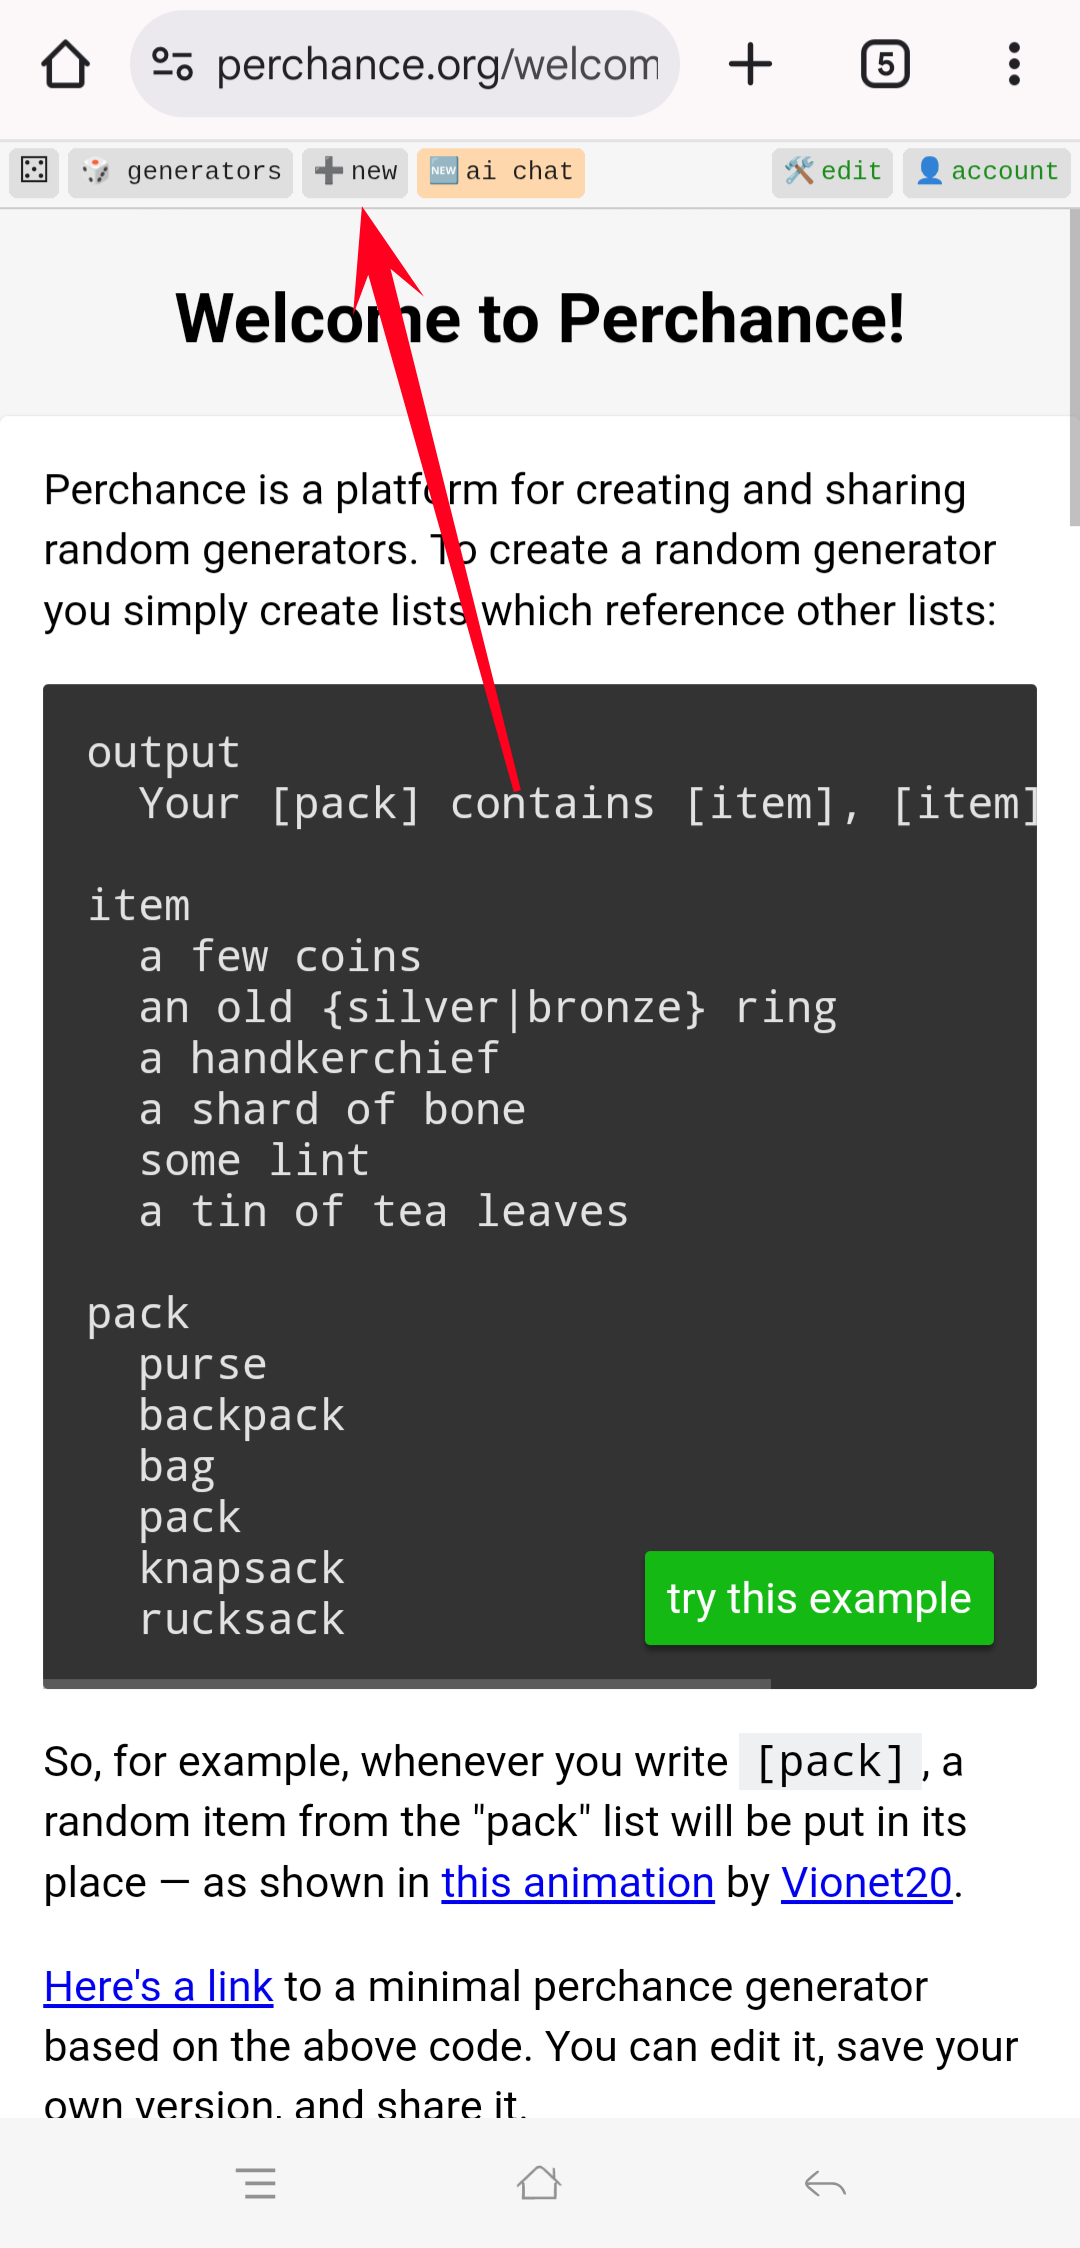 perchance.org/welcom
5
generators
new
NEW ai chat
edit
account
Welcome to Perchance!
Perchance is a platform for creating and sharing
random generators. To create a random generator
you simply create lists which reference other lists:
output
Your [pack] contains [item], [item]
item
a few coins
an old {silver|bronze} ring
a handkerchief
a shard of bone
some lint
a tin of tea leaves
pack
purse
backpack
bag
pack
knapsack
rucksack
try this example
So, for example, whenever you write [pack], a
random item from the "pack" list will be put in its
place — as shown in this animation by Vionet20.
Here's a link to a minimal perchance generator
based on the above code. You can edit it, save your
own version, and share it.